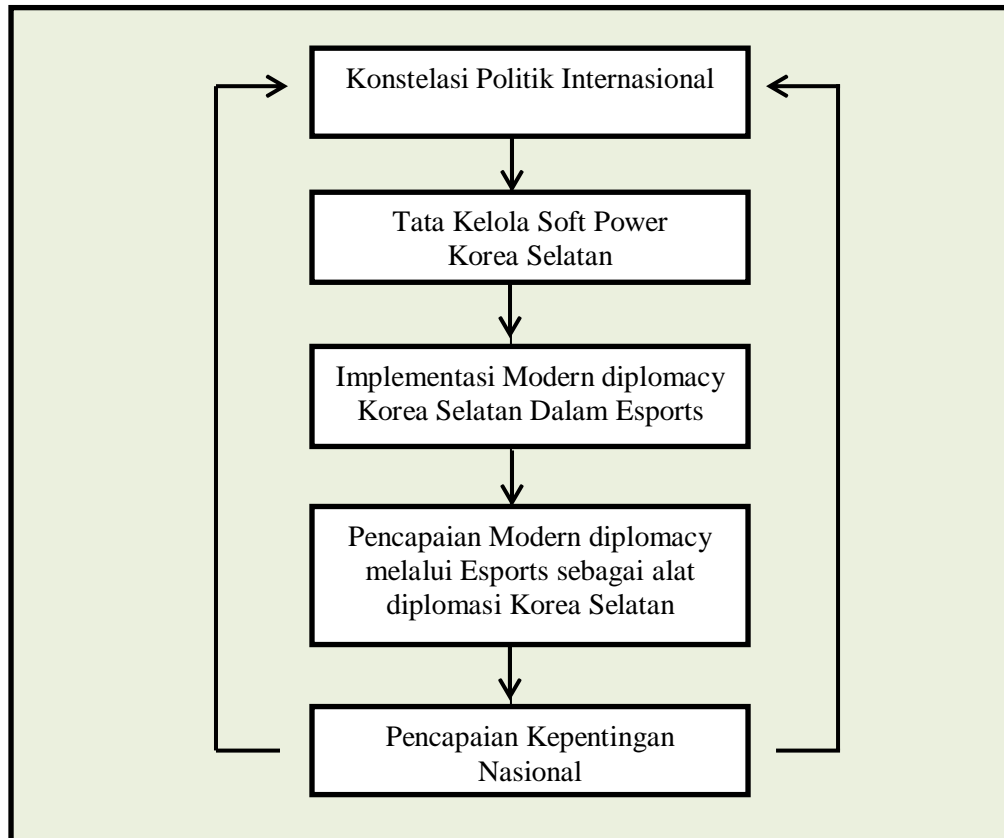 Konstelasi Politik Internasional
Tata Kelola Soft Power
Korea Selatan
Implementasi Modern diplomacy
Korea Selatan Dalam Esports
Pencapaian Modern diplomacy
melalui Esports sebagai alat
diplomasi Korea Selatan
Pencapaian Kepentingan
Nasional